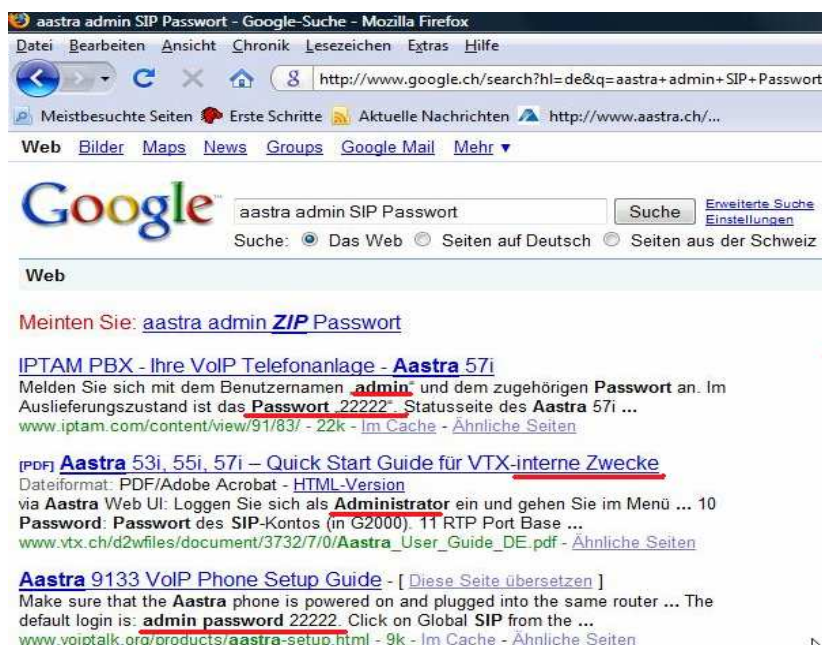 aastra admin SIP Passwort - Google-Suche - Mozilla Firefox
Datei Bearbeiten Ansicht Chronik Lesezeichen Extras Hilfe
http://www.google.ch/search?hl=de&q=aastra+admin+SIP+Passwort
Meistbesuchte Seiten Erste Schritte Aktuelle Nachrichten http://www.aastra.ch/...
Web Bilder Maps News Groups Google Mail Mehr ▼
Google™ aastra admin SIP Passwort Suche Erweiterte Suche
Einstellungen
Suche: Das Web Seiten auf Deutsch Seiten aus der Schweiz
Web
Meinten Sie: aastra admin ZIP Passwort
IPTAM PBX - Ihre VoIP Telefonanlage - Aastra 57i
Melden Sie sich mit dem Benutzernamen „admin“ und dem zugehörigen Passwort an. Im
Auslieferungszustand ist das Passwort „22222“. Statusseite des Aastra 57i ...
www.iptam.com/content/view/91/83/ - 22k - Im Cache - Ähnliche Seiten
[PDF] Aastra 53i, 55i, 57i – Quick Start Guide für VTX-interne Zwecke
Dateiformat: PDF/Adobe Acrobat - HTML-Version
via Aastra Web UI: Loggen Sie sich als Administrator ein und gehen Sie im Menü ... 10
Password: Passwort des SIP-Kontos (in G2000). 11 RTP Port Base ...
www.vtx.ch/d2wfiles/document/3732/7/0/Aastra_User_Guide_DE.pdf - Ähnliche Seiten
Aastra 9133 VoIP Phone Setup Guide - [ Diese Seite übersetzen ]
Make sure that the Aastra phone is powered on and plugged into the same router ... The
default login is: admin password 22222. Click on Global SIP from the ...
www.voiptalk.org/products/aastra-setup.html - 9k - Im Cache - Ähnliche Seiten